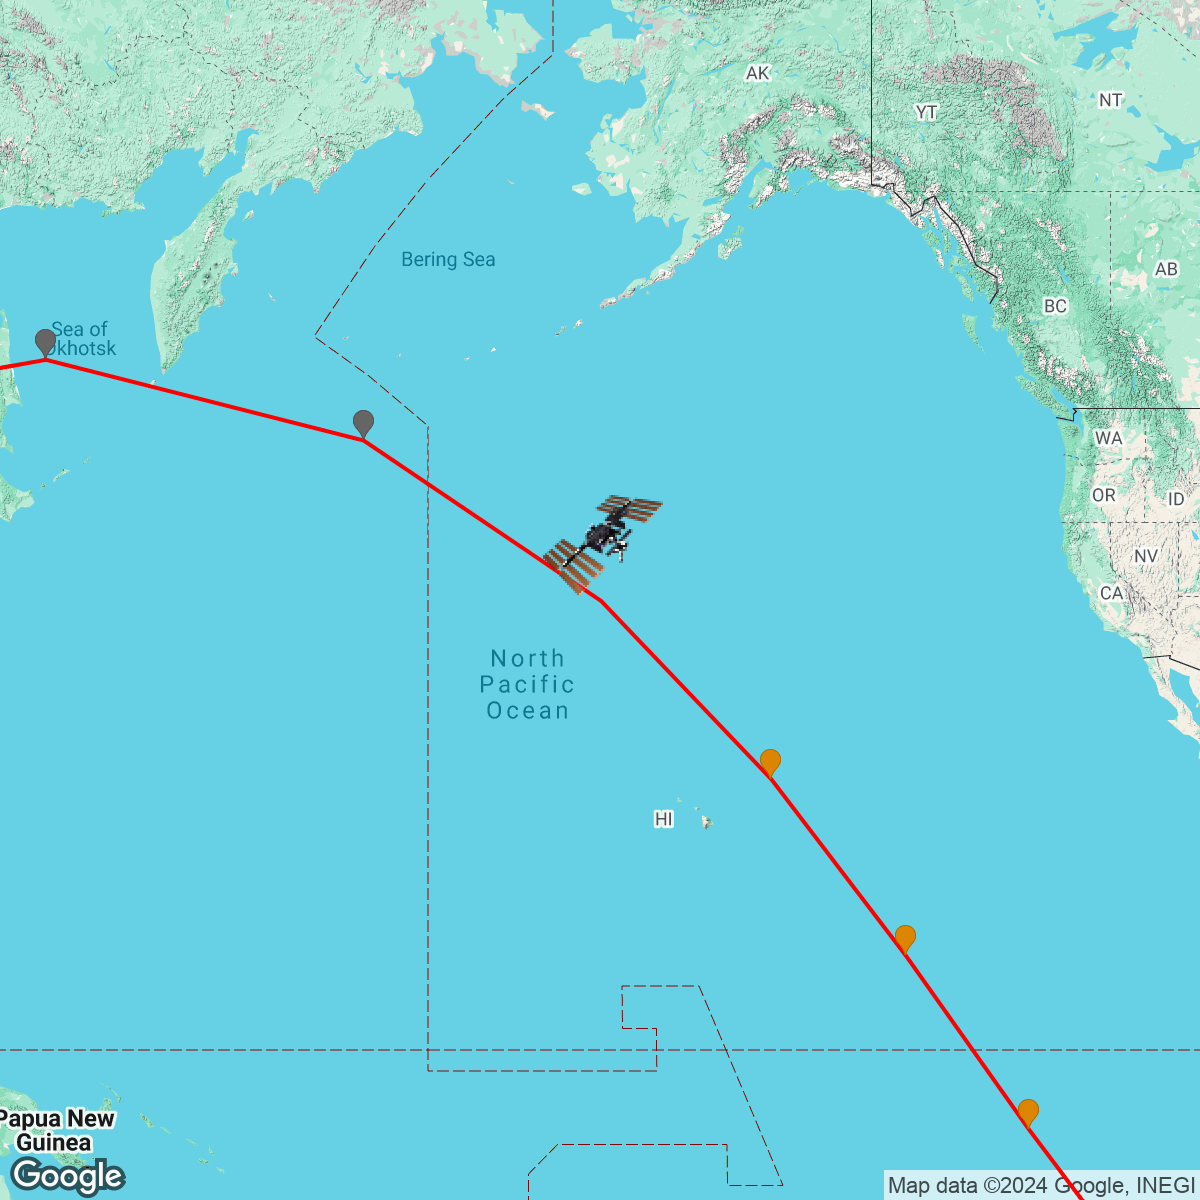 AK
YT
NT
Bering Sea
AB
BC
Sea of
Okhotsk
WA
OR
ID
NV
CA
North
Pacific
Ocean
HI
Papua New
Guinea
Google
Map data ©2024 Google, INEGI